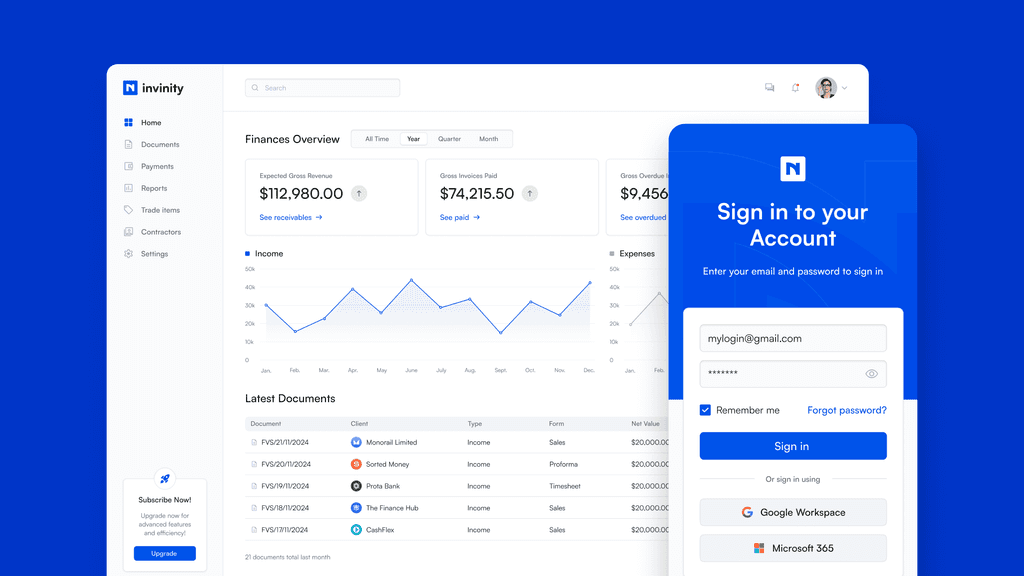 invinity
Search
Home
Documents
Payments
Reports
Trade items
Contractors
Settings
Subscribe Now!
Upgrade now for
advanced features
and efficiency!
Upgrade
Finances Overview
All Time Year Quarter Month
Expected Gross Revenue
$112,980.00
See receivables
Gross Invoices Paid
$74,215.50
See paid
Gross Overdue
$9,456
See overdued
Income
50k
40k
30k
20k
10k
0
Jan. Feb. Mar. Apr. May June July Aug. Sept. Oct. Nov. Dec.
Expenses
50k
40k
30k
20k
10k
0
Jan. Feb.
Latest Documents
Document Client Type Form Net Value
FVS/21/11/2024 Monorail Limited Income Sales $20,000.00
FVS/20/11/2024 Sorted Money Income Proforma $20,000.00
FVS/19/11/2024 Prota Bank Income Timesheet $20,000.00
FVS/18/11/2024 The Finance Hub Income Sales $20,000.00
FVS/17/11/2024 CashFlex Income Sales $20,000.00
21 documents total last month
Sign in to your
Account
Enter your email and password to sign in
mylogin@gmail.com
*******
Remember me Forgot password?
Sign in
Or sign in using
Google Workspace
Microsoft 365